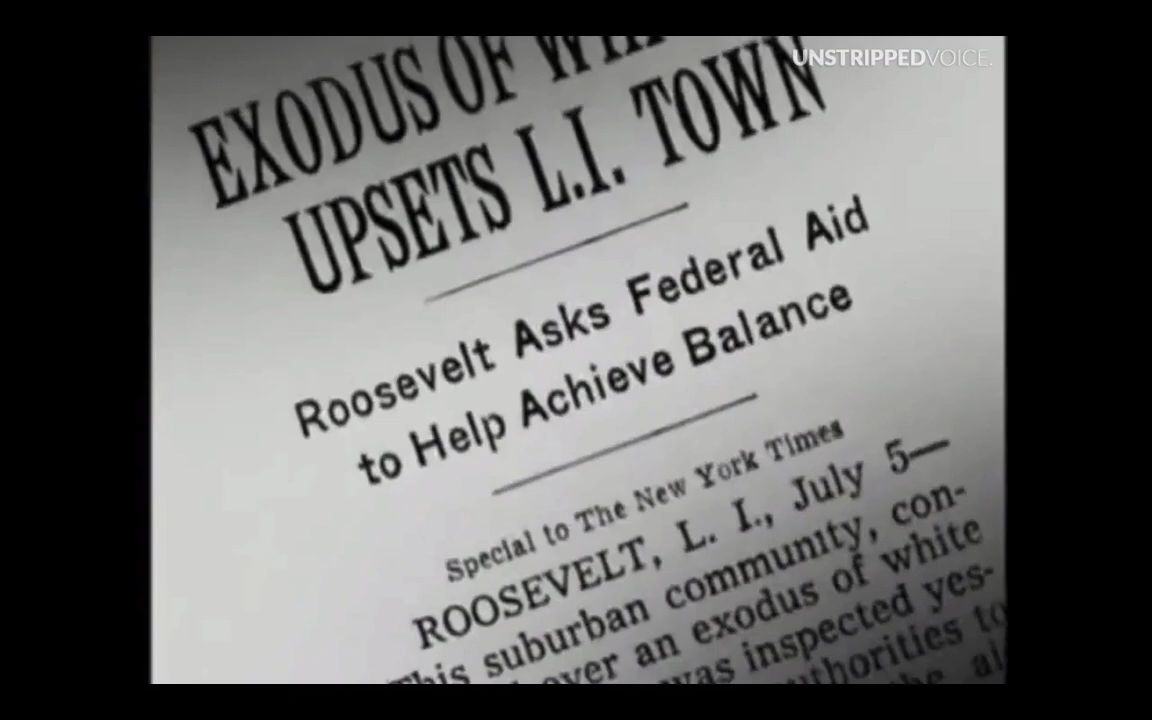 UNSTRIPPEDVOICE.
EXODUS OF
UPSETS L.I. TOWN
Roosevelt Asks Federal Aid
to Help Achieve Balance
Special to The New York Times
ROOSEVELT, L. I., July 5—
This suburban community, con-
over an exodus of white
was inspected yes-
to
the